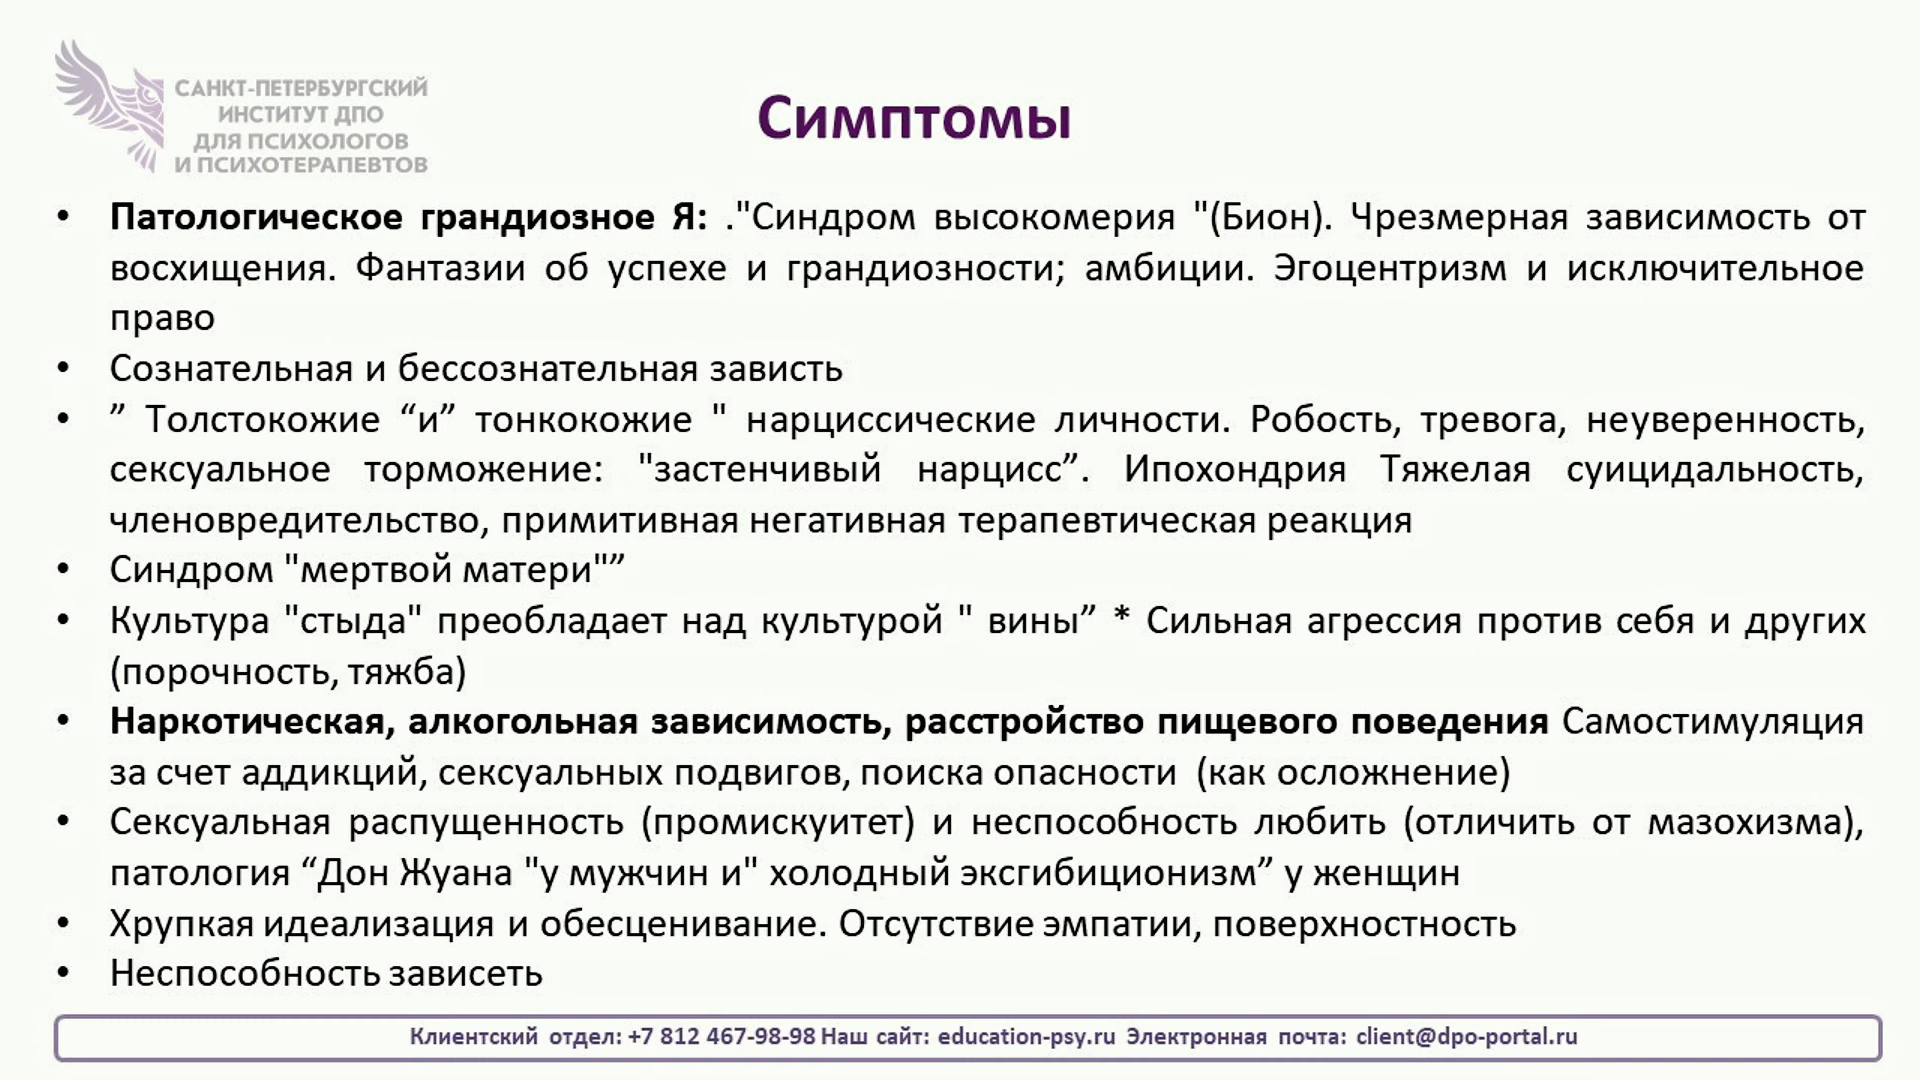 САНКТ-ПЕТЕРБУРГСКИЙ
ИНСТИТУТ ДПО
ДЛЯ ПСИХОЛОГОВ
И ПСИХОТЕРАПЕВТОВ
Симптомы
• Патологическое грандиозное Я: ."Синдром высокомерия "(Бион). Чрезмерная зависимость от
восхищения. Фантазии об успехе и грандиозности; амбиции. Эгоцентризм и исключительное
право
• Сознательная и бессознательная зависть
• ” Толстокожие “и” тонкокожие " нарциссические личности. Робость, тревога, неуверенность,
сексуальное торможение: "застенчивый нарцисс”. Ипохондрия Тяжелая суицидальность,
членовредительство, примитивная негативная терапевтическая реакция
• Синдром "мертвой матери"”
• Культура "стыда" преобладает над культурой " вины” * Сильная агрессия против себя и других
(порочность, тяжба)
• Наркотическая, алкогольная зависимость, расстройство пищевого поведения Самостимуляция
за счет аддикций, сексуальных подвигов, поиска опасности (как осложнение)
• Сексуальная распущенность (промискуитет) и неспособность любить (отличить от мазохизма),
патология “Дон Жуана "у мужчин и" холодный эксгибиционизм” у женщин
• Хрупкая идеализация и обесценивание. Отсутствие эмпатии, поверхностность
• Неспособность зависеть
Клиентский отдел: +7 812 467-98-98 Наш сайт: education-psy.ru Электронная почта: client@dpo-portal.ru